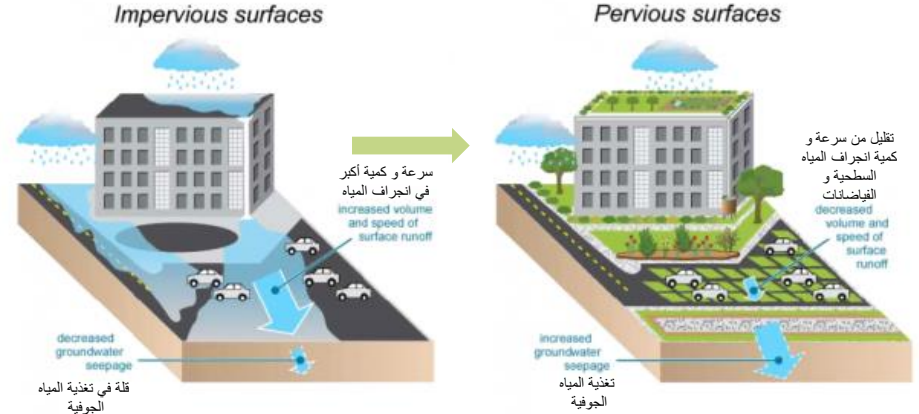 Impervious surfaces
سرعة و كمية أكبر
في انجراف المياه
increased volume
and speed of
surface runoff
decreased
groundwater
seepage
قلة في تغذية المياه
الجوفية
Pervious surfaces
تقليل من سرعة و
كمية انجراف المياه
السطحية و
الفياضانات
decreased
volume and
speed of
surface
runoff
increased
groundwater
seepage
تغذية المياه
الجوفية